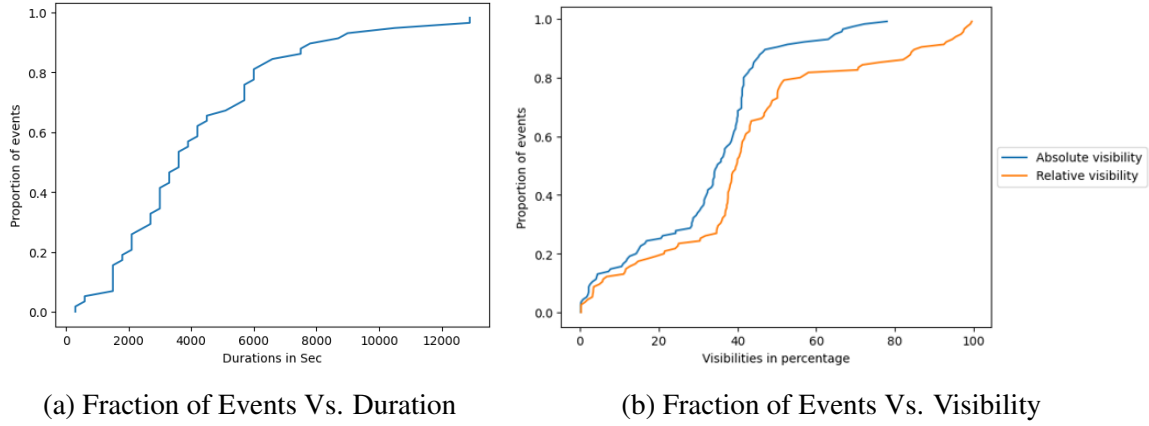 1.0
0.8
0.6
0.4
0.2
0.0
Proportion of events
0 2000 4000 6000 8000 10000 12000
Durations in Sec
(a) Fraction of Events Vs. Duration
1.0
0.8
0.6
0.4
0.2
0.0
Proportion of events
0 20 40 60 80 100
Visibilities in percentage
Absolute visibility
Relative visibility
(b) Fraction of Events Vs. Visibility